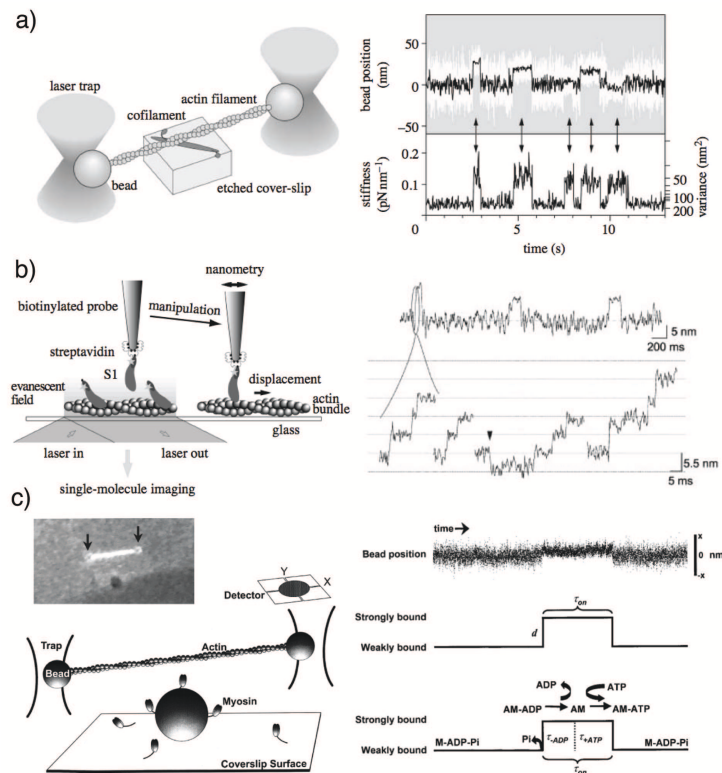 a)
laser trap
actin filament
cofilament
bead
etched cover-slip
bead position
(nm)
50
0
−50
stiffness
(pN nm⁻¹)
0.2
0.1
0
5
10
time (s)
50
100
200
variance (nm²)
b)
nanometry
biotinylated probe
manipulation
streptavidin
S1
displacement
evanescent
field
actin
bundle
glass
laser in
laser out
single-molecule imaging
5 nm
200 ms
5.5 nm
5 ms
c)
Y
X
Detector
Trap
Bead
Actin
Myosin
Coverslip Surface
time
Bead position
x
0 nm
-x
τon
Strongly bound
d
Weakly bound
ADP
ATP
AM-ADP
AM
AM-ATP
Strongly bound
Pi
τ-ADP
τ+ATP
Weakly bound
M-ADP-Pi
M-ADP-Pi
τon